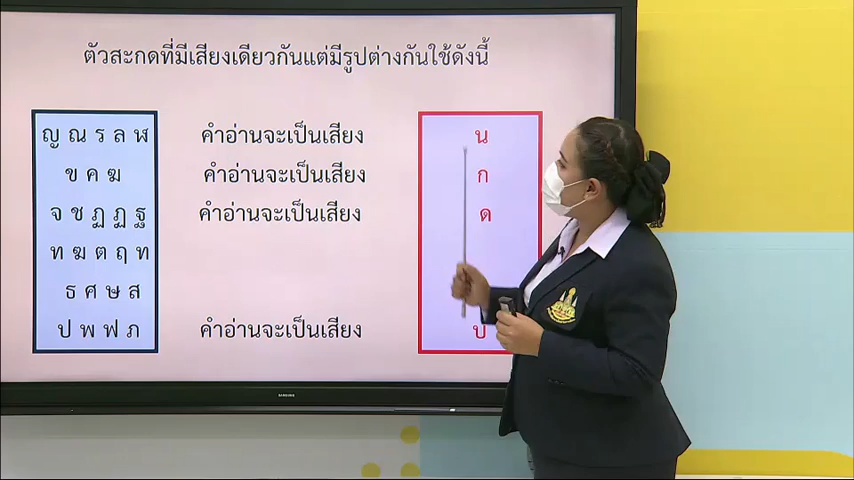 ตัวสะกดที่มีเสียงเดียวกันแต่มีรูปต่างกันใช้ดังนี้
ญ ณ ร ล ฬ คำอ่านจะเป็นเสียง น
ข ค ฆ คำอ่านจะเป็นเสียง ก
จ ช ฏ ฏ ฐ คำอ่านจะเป็นเสียง ด
ท ฆ ต ฤ ท
ธ ศ ษ ส
ป พ ฟ ภ คำอ่านจะเป็นเสียง บ
SAMSUNG